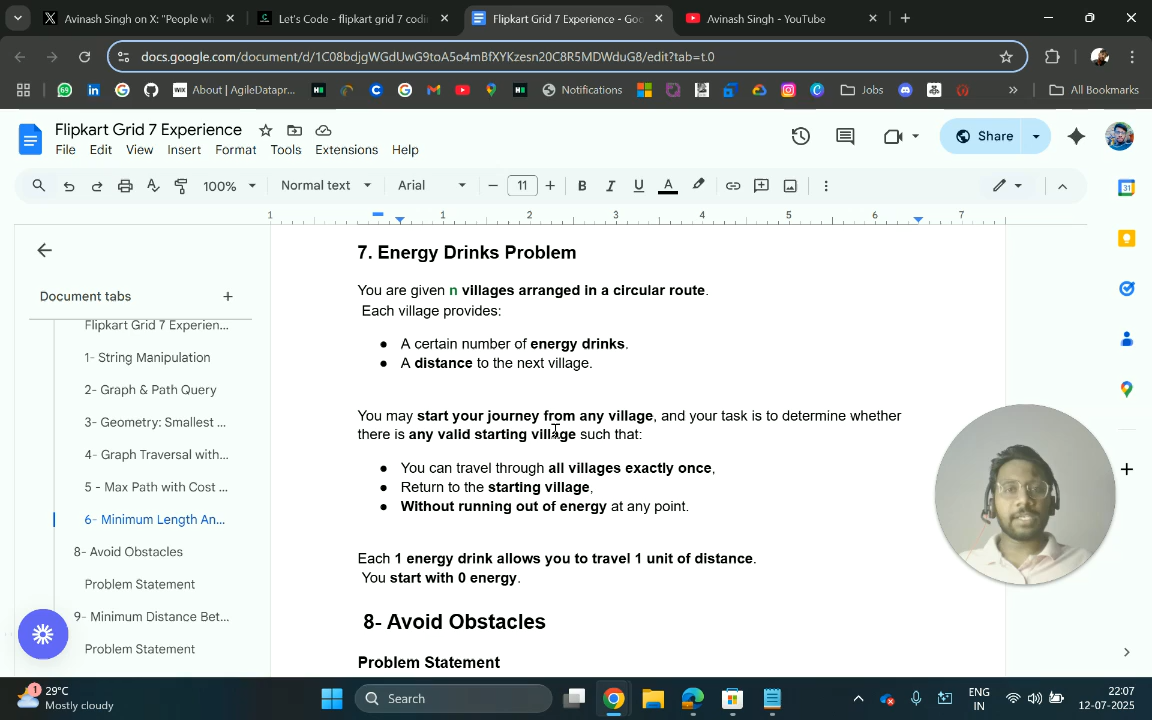 Avinash Singh on X: "People wh
Let's Code - flipkart grid 7 codin
Flipkart Grid 7 Experience - Goo
Avinash Singh - YouTube
docs.google.com/document/d/1C08bdjgWGdUwG9toA5o4mBfXYKzesn20C8R5MDWduG8/edit?tab=t.0
About | AgileDatapr...
Notifications
Jobs
All Bookmarks
Flipkart Grid 7 Experience
Share
File Edit View Insert Format Tools Extensions Help
100% Normal text Arial 11
1 1 2 3 4 5 6 7
Document tabs
Flipkart Grid 7 Experien...
1- String Manipulation
2- Graph & Path Query
3- Geometry: Smallest ...
4- Graph Traversal with...
5 - Max Path with Cost ...
6- Minimum Length An...
8- Avoid Obstacles
Problem Statement
9- Minimum Distance Bet...
Problem Statement
7. Energy Drinks Problem
You are given n villages arranged in a circular route.
Each village provides:
● A certain number of energy drinks.
● A distance to the next village.
You may start your journey from any village, and your task is to determine whether
there is any valid starting village such that:
● You can travel through all villages exactly once,
● Return to the starting village,
● Without running out of energy at any point.
Each 1 energy drink allows you to travel 1 unit of distance.
You start with 0 energy.
8- Avoid Obstacles
Problem Statement
29°C
Mostly cloudy
Search
ENG
IN
22:07
12-07-2025